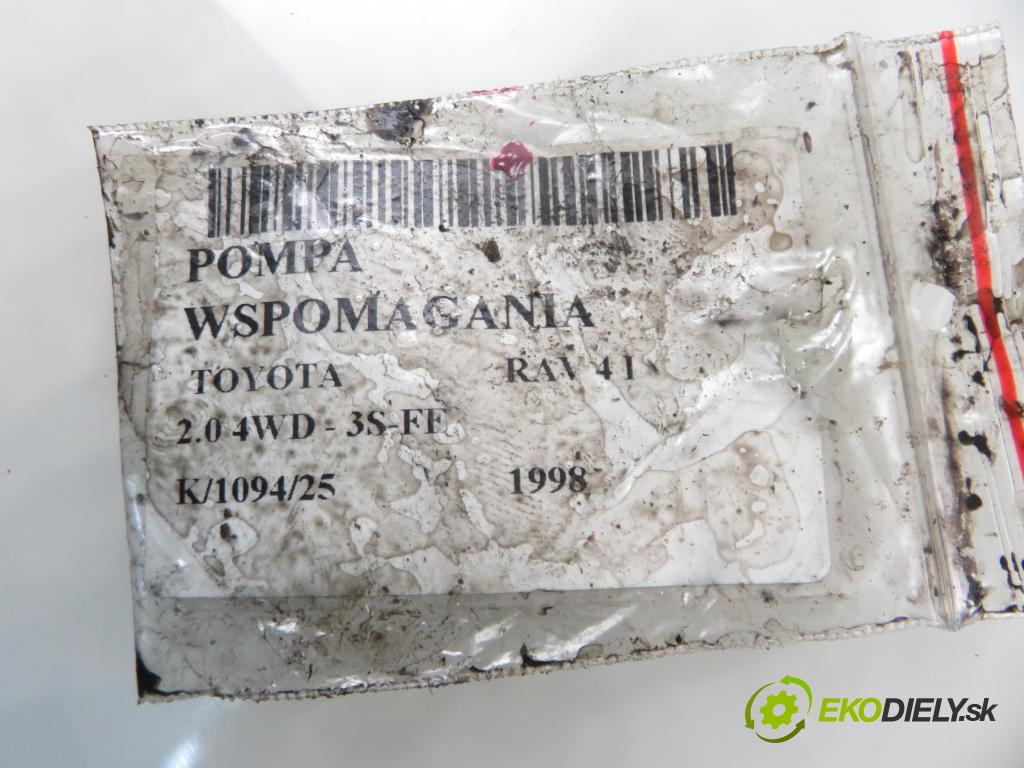 POMPA
WSPOMAGANIA
TOYOTA RAV 4 I
2.0 4WD - 3S-FE
K/1094/25 1998
EKODIELY.sk